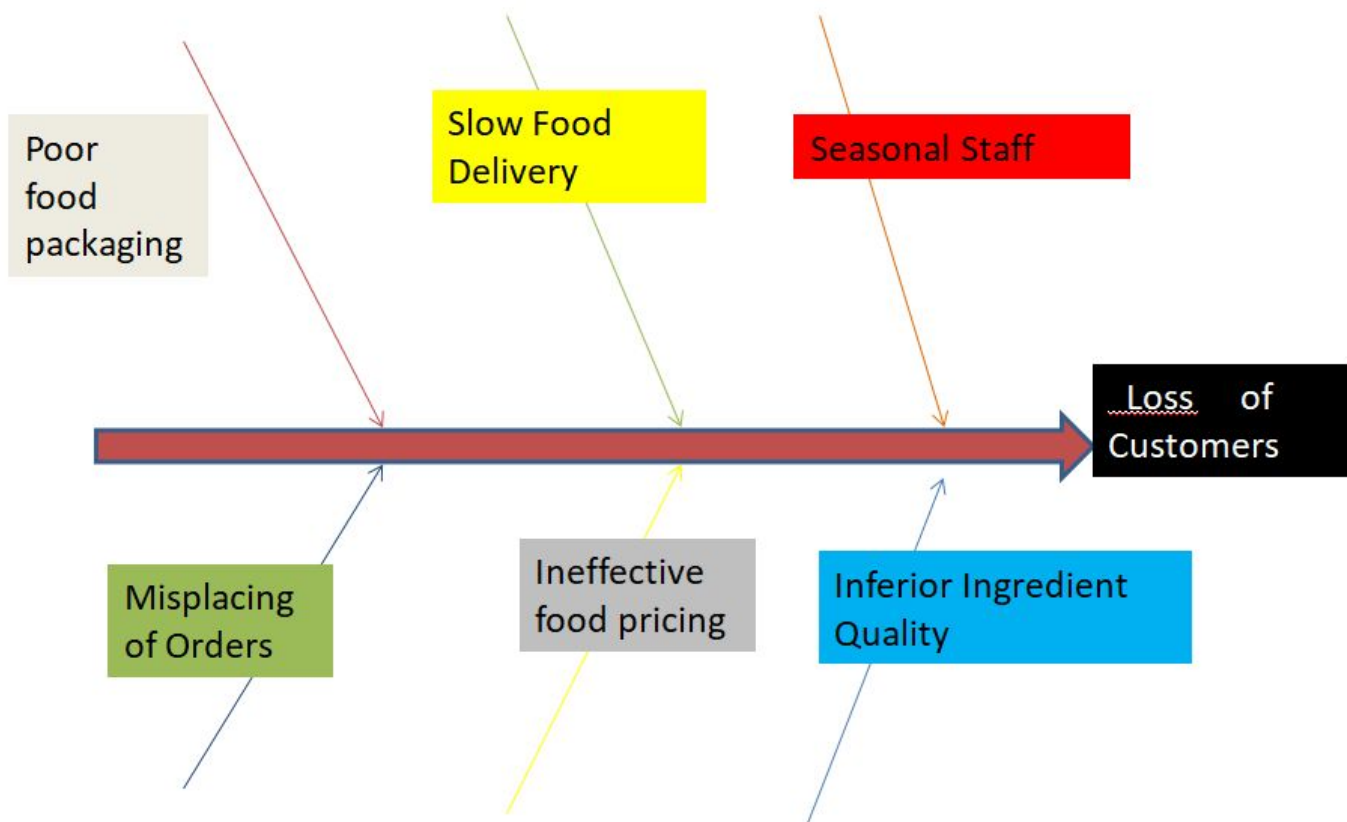 Poor
food
packaging
Slow Food
Delivery
Seasonal Staff
Loss of
Customers
Misplacing
of Orders
Ineffective
food pricing
Inferior Ingredient
Quality